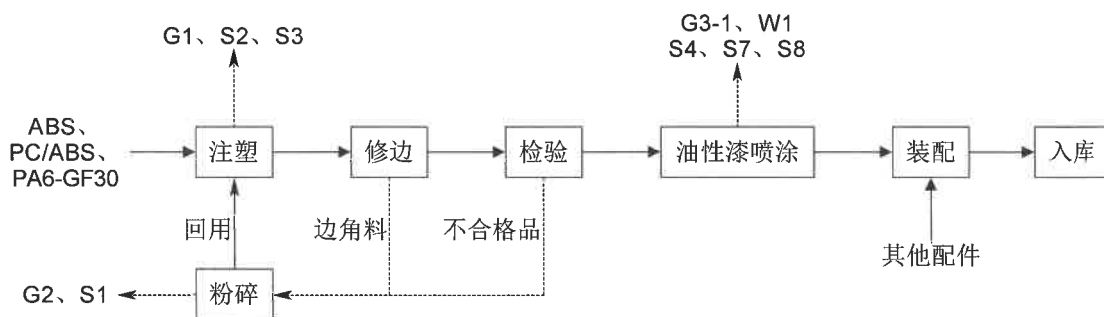 G1、S2、S3
G3-1、W1
S4、S7、S8
ABS、
PC/ABS、
PA6-GF30
注塑
修边
检验
油性漆喷涂
装配
入库
回用
边角料
不合格品
其他配件
G2、S1
粉碎